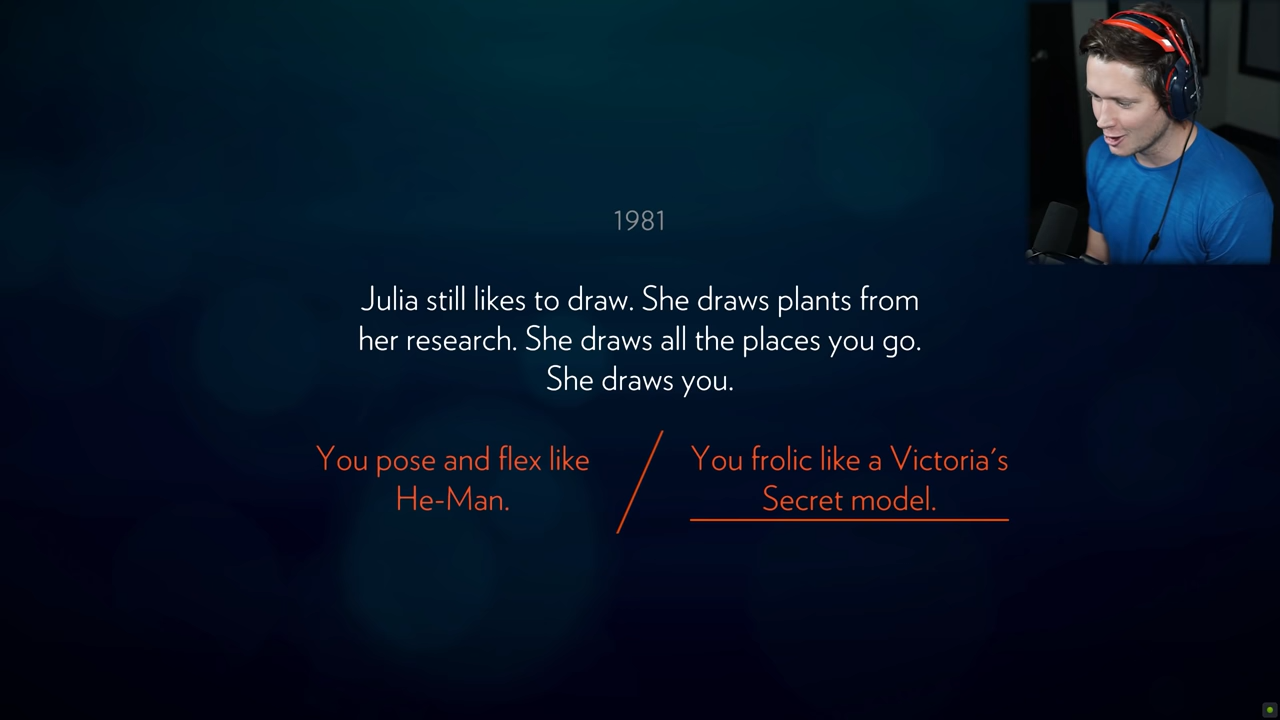 1981
Julia still likes to draw. She draws plants from
her research. She draws all the places you go.
She draws you.
You pose and flex like
He-Man.
You frolic like a Victoria's
Secret model.